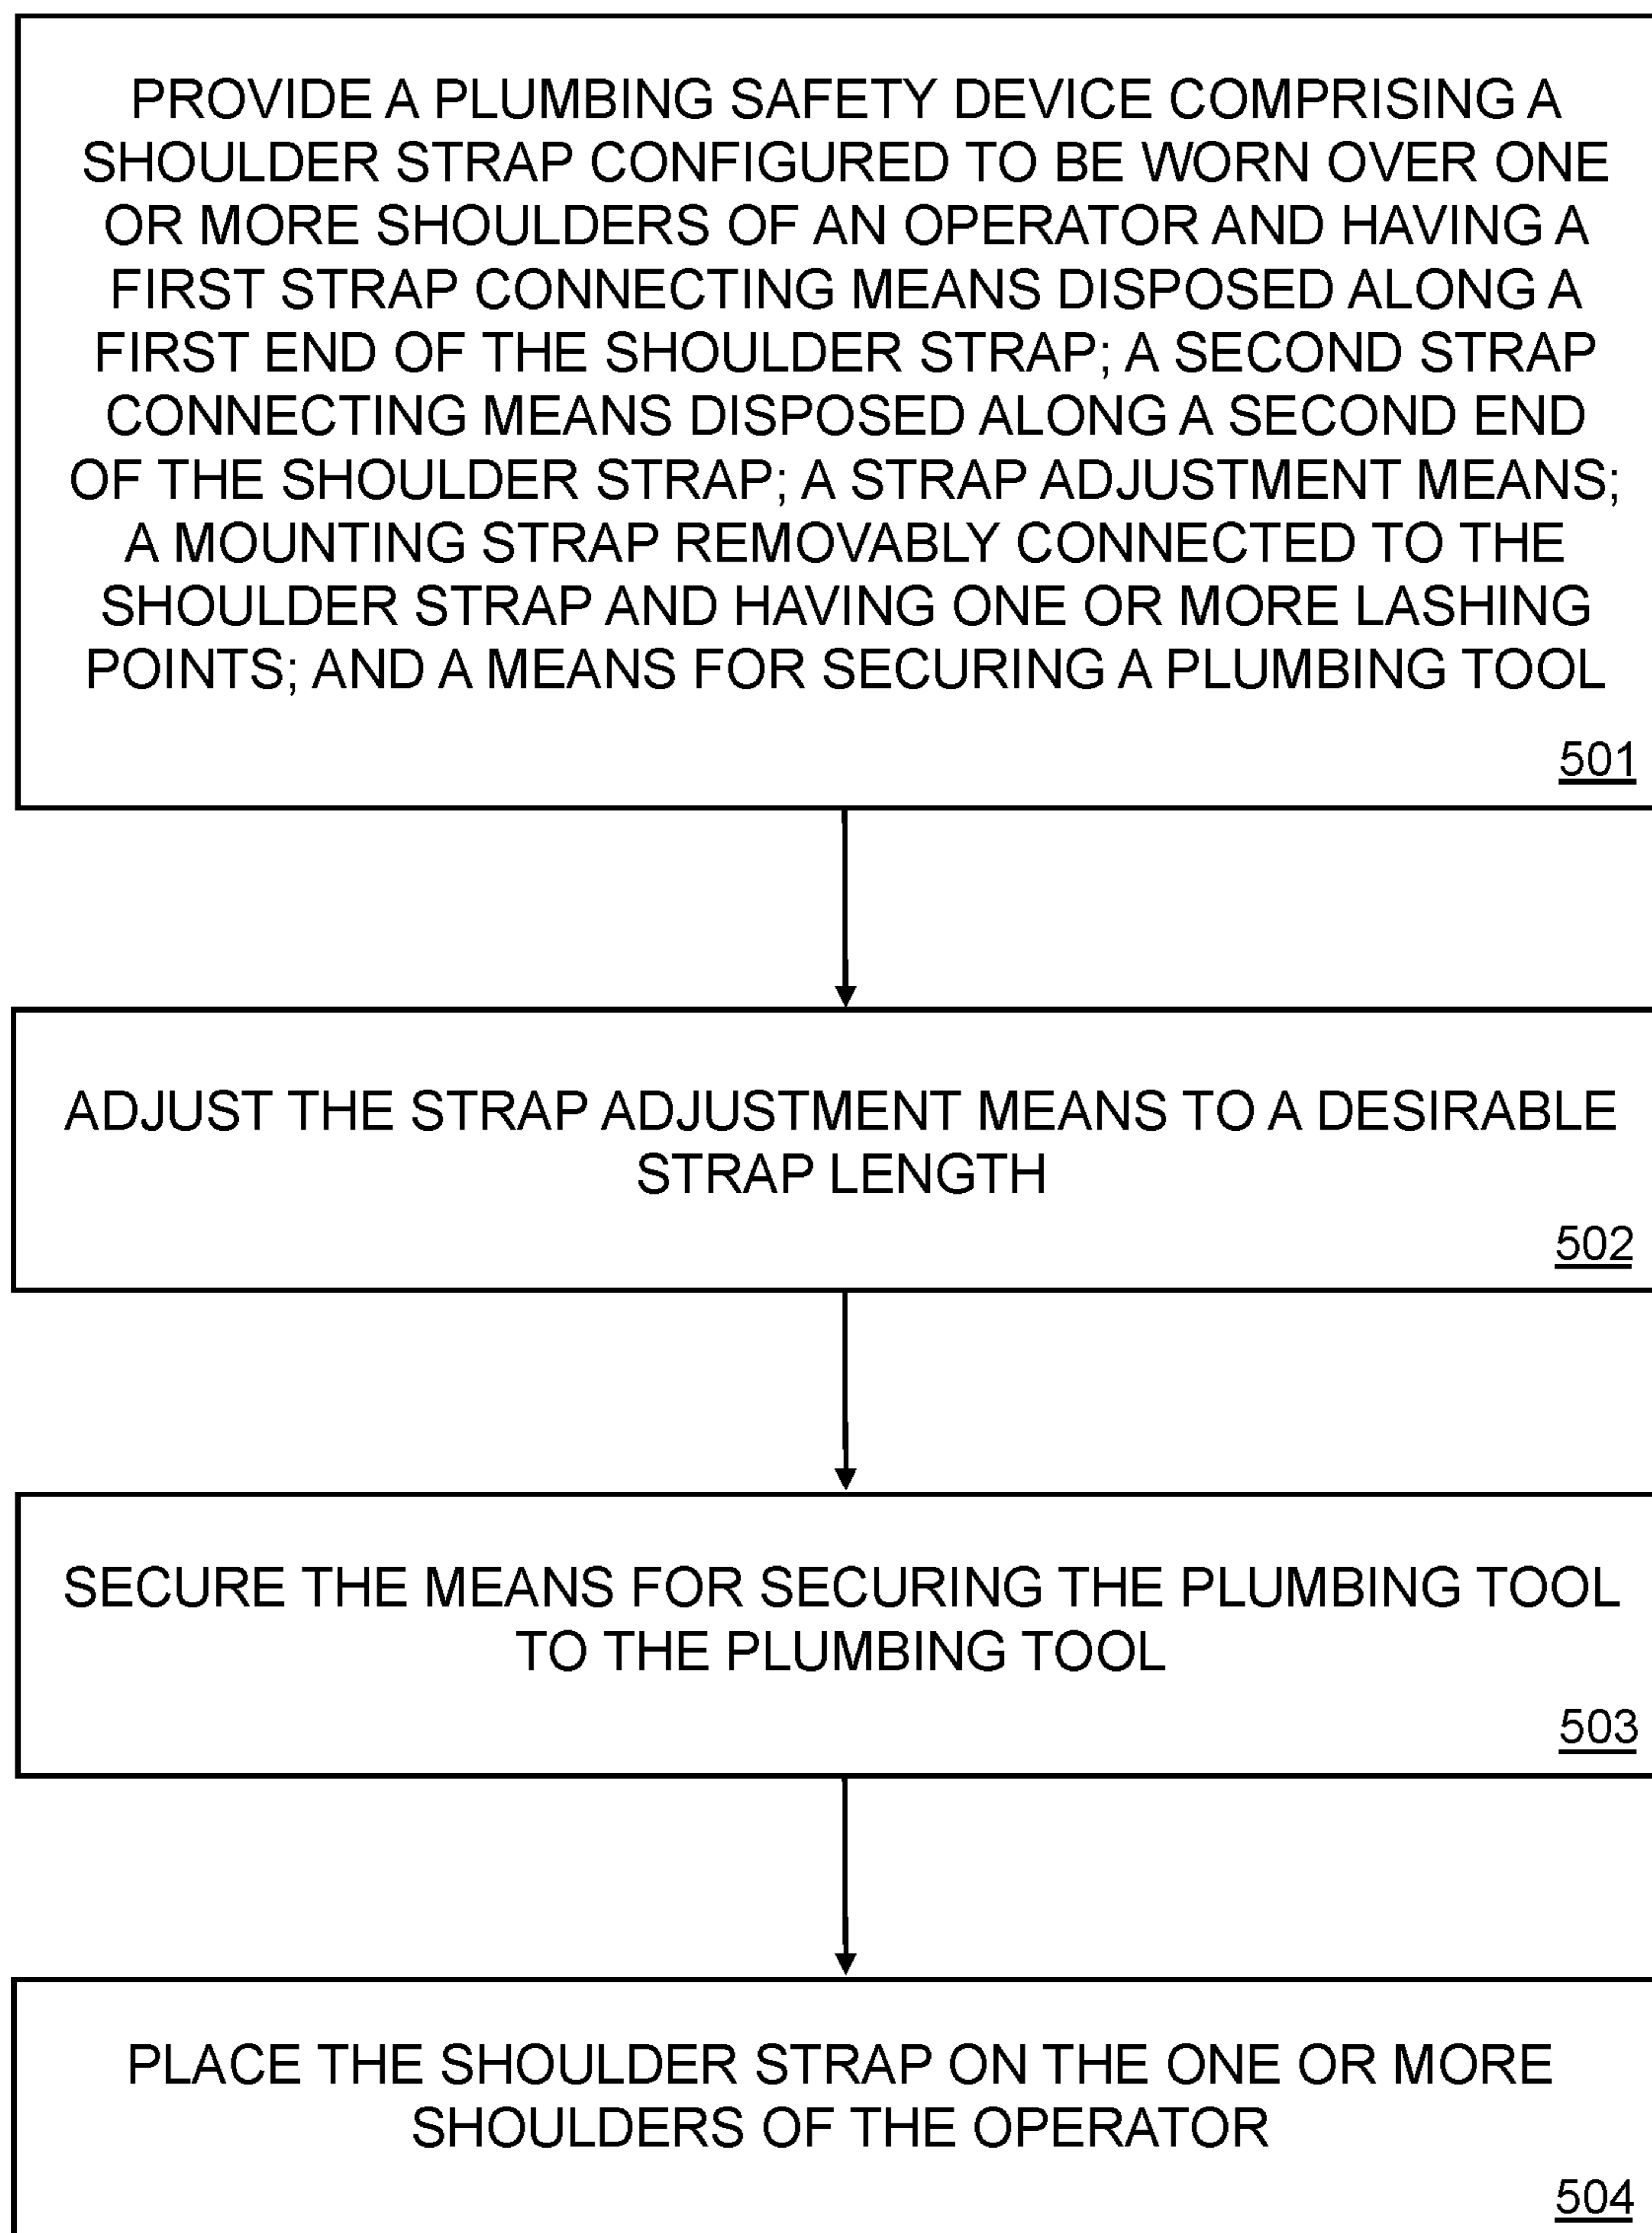 PROVIDE A PLUMBING SAFETY DEVICE COMPRISING A
SHOULDER STRAP CONFIGURED TO BE WORN OVER ONE
OR MORE SHOULDERS OF AN OPERATOR AND HAVING A
FIRST STRAP CONNECTING MEANS DISPOSED ALONG A
FIRST END OF THE SHOULDER STRAP; A SECOND STRAP
CONNECTING MEANS DISPOSED ALONG A SECOND END
OF THE SHOULDER STRAP; A STRAP ADJUSTMENT MEANS;
A MOUNTING STRAP REMOVABLY CONNECTED TO THE
SHOULDER STRAP AND HAVING ONE OR MORE LASHING
POINTS; AND A MEANS FOR SECURING A PLUMBING TOOL
501
ADJUST THE STRAP ADJUSTMENT MEANS TO A DESIRABLE
STRAP LENGTH
502
SECURE THE MEANS FOR SECURING THE PLUMBING TOOL
TO THE PLUMBING TOOL
503
PLACE THE SHOULDER STRAP ON THE ONE OR MORE
SHOULDERS OF THE OPERATOR
504